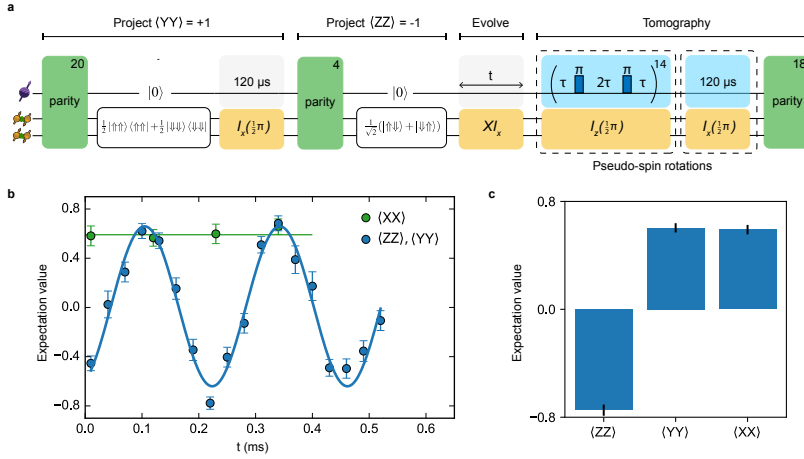 a
Project ⟨YY⟩ = +1 Project ⟨ZZ⟩ = -1 Evolve Tomography
20 4 14 18
parity |0⟩ 120 μs parity |0⟩ t (τ π 2τ π τ) 120 μs parity
½ |⇑⇑⟩⟨⇑⇑| + ½ |⇓⇓⟩⟨⇓⇓| Iₓ(½π) 1/√2 (|⇑⇓⟩ + |⇓⇑⟩) XIₓ I_z(½π) Iₓ(½π)
Pseudo-spin rotations
b
Expectation value
0.8
0.4
0.0
−0.4
−0.8
0.0 0.1 0.2 0.3 0.4 0.5 0.6
t (ms)
⟨XX⟩
⟨ZZ⟩, ⟨YY⟩
c
Expectation value
0.8
0.0
−0.8
⟨ZZ⟩ ⟨YY⟩ ⟨XX⟩